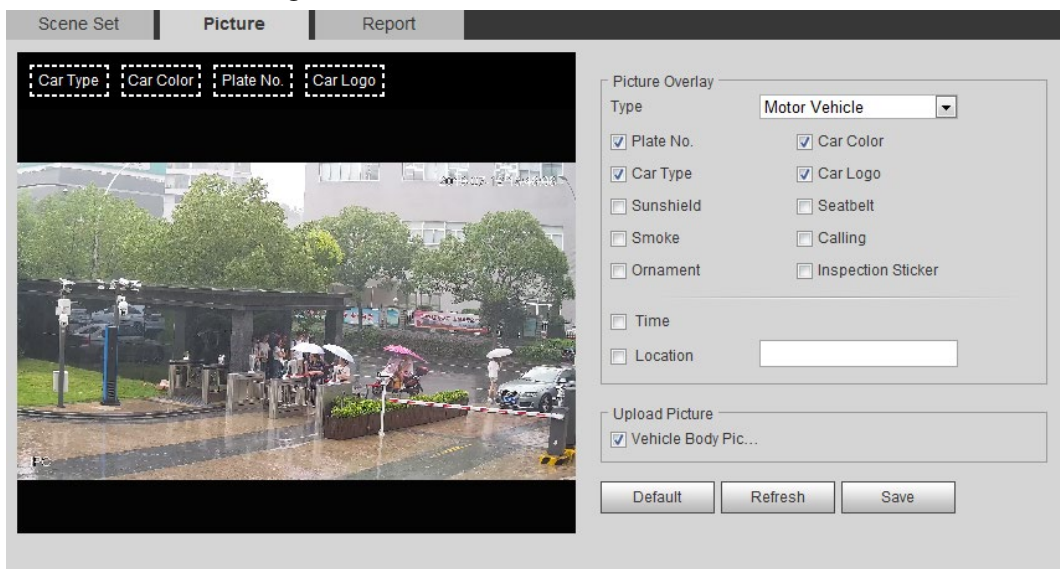 Scene Set Picture Report
Car Type Car Color Plate No. Car Logo
Picture Overlay
Type Motor Vehicle
Plate No. Car Color
Car Type Car Logo
Sunshield Seatbelt
Smoke Calling
Ornament Inspection Sticker
Time
Location
Upload Picture
Vehicle Body Pic...
Default Refresh Save